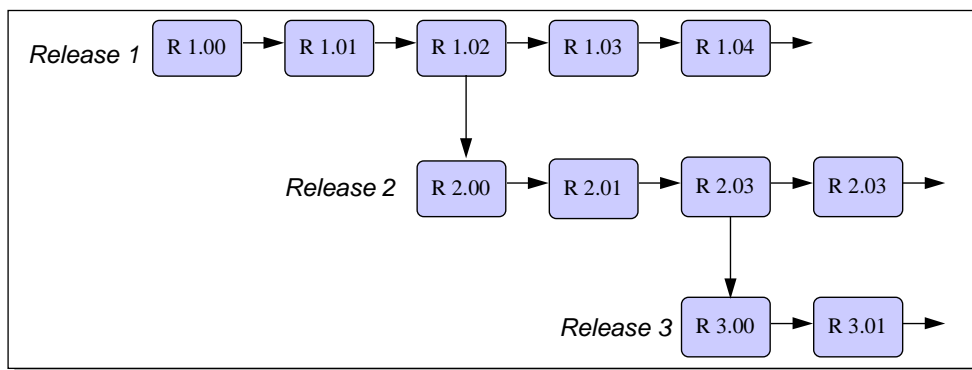 Release 1 R 1.00 R 1.01 R 1.02 R 1.03 R 1.04
Release 2 R 2.00 R 2.01 R 2.03 R 2.03
Release 3 R 3.00 R 3.01